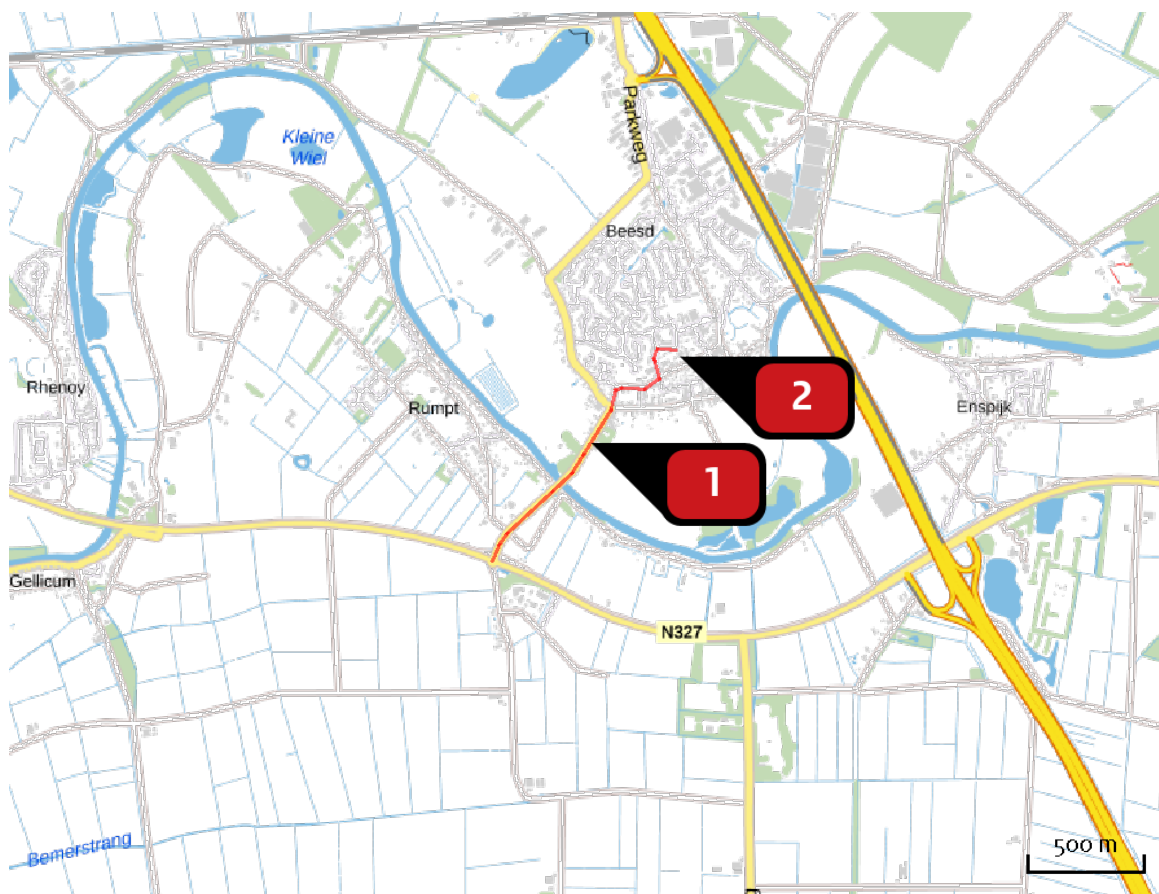 Kleine
Wiel
Parkweg
Beesd
Rhenoy
Rumpt
2
Enspijk
1
Gellicum
N327
Bemerstrang
500 m